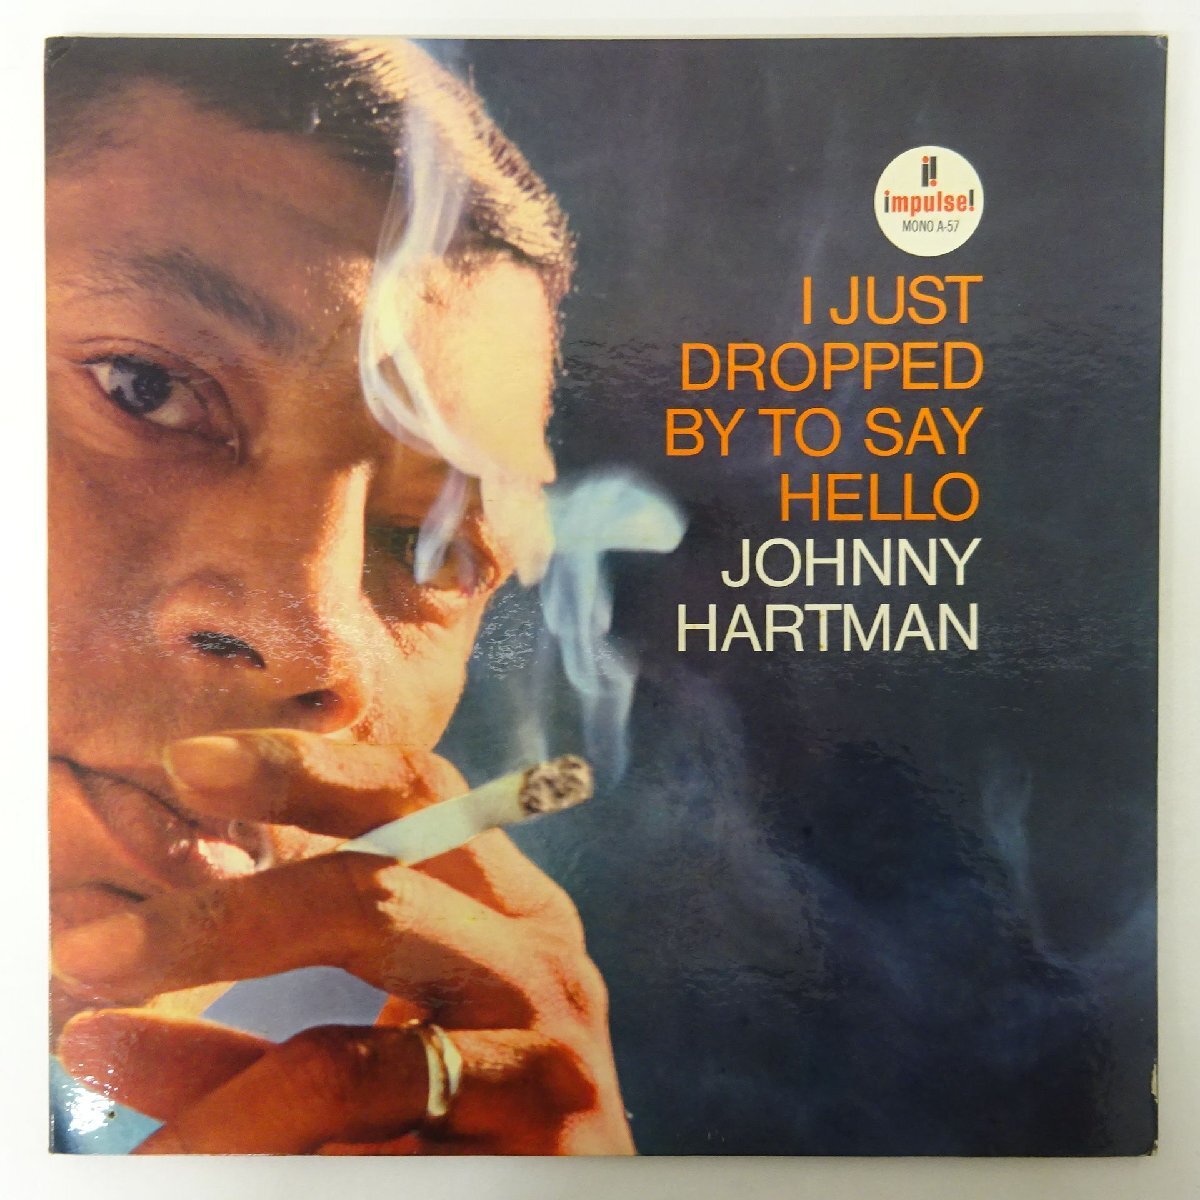 i!
impulse!
MONO A-57
I JUST
DROPPED
BY TO SAY
HELLO
JOHNNY
HARTMAN